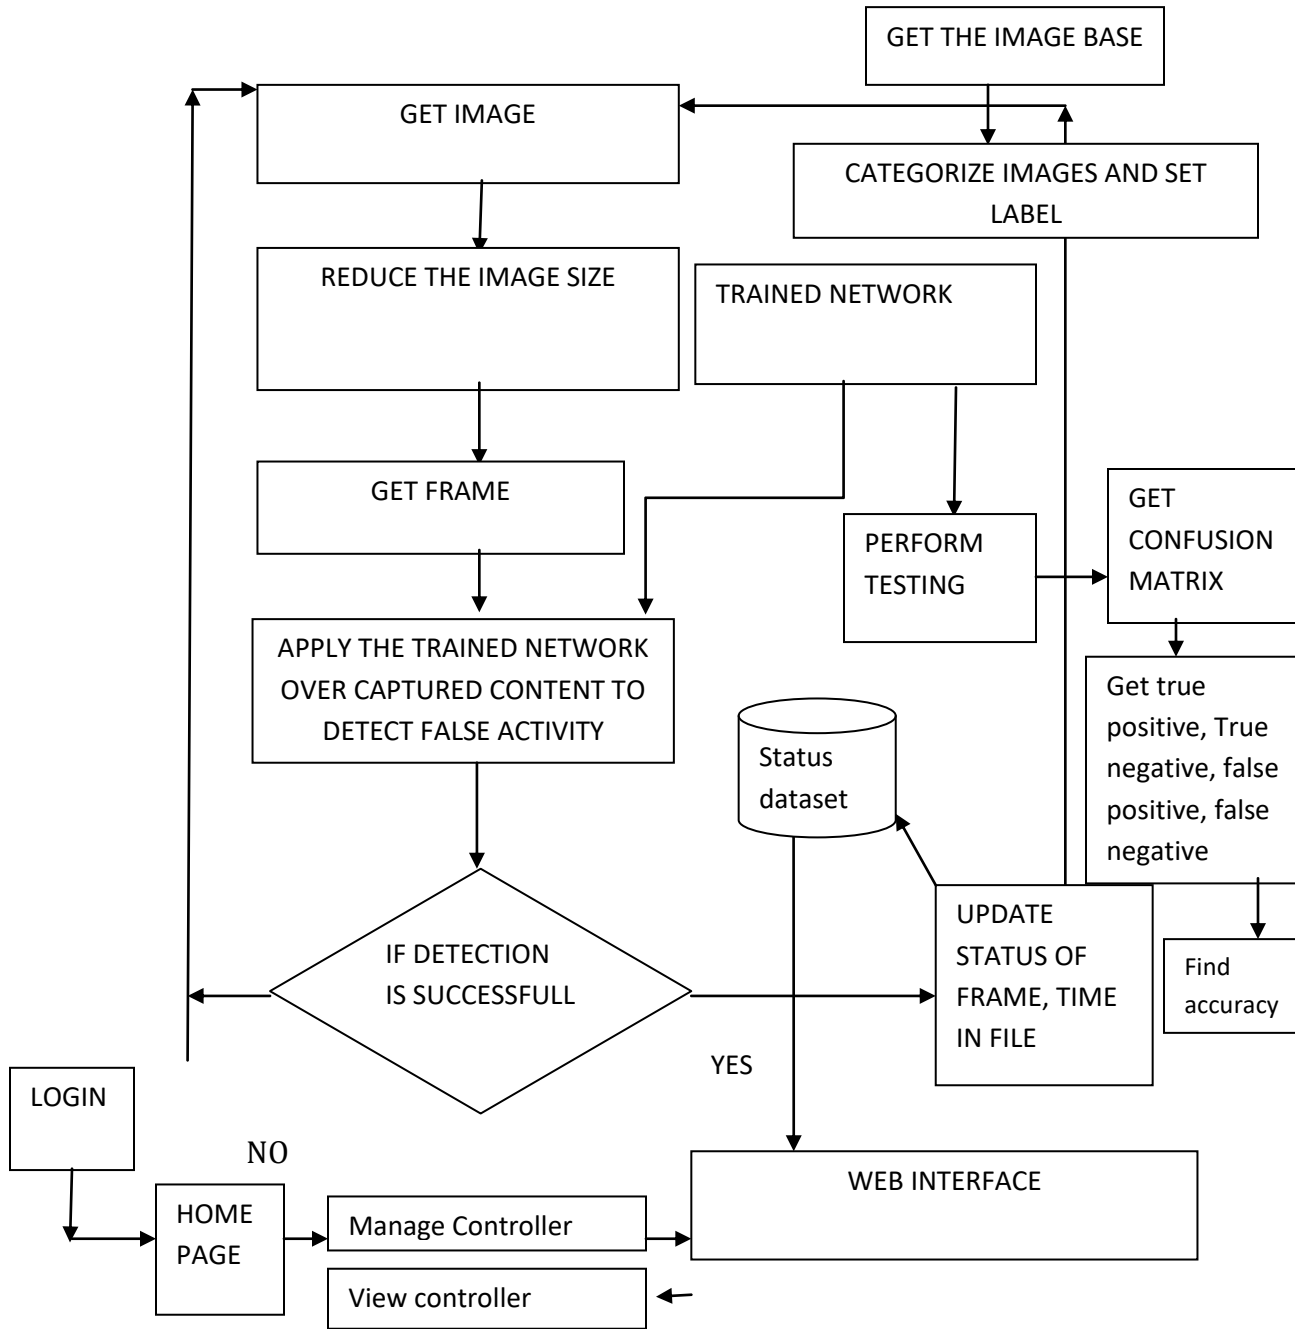 GET THE IMAGE BASE
GET IMAGE
CATEGORIZE IMAGES AND SET
LABEL
REDUCE THE IMAGE SIZE
TRAINED NETWORK
GET FRAME
GET
CONFUSION
MATRIX
PERFORM
TESTING
APPLY THE TRAINED NETWORK
OVER CAPTURED CONTENT TO
DETECT FALSE ACTIVITY
Get true
positive, True
negative, false
positive, false
negative
Status
dataset
IF DETECTION
IS SUCCESSFULL
UPDATE
STATUS OF
FRAME, TIME
IN FILE
Find
accuracy
YES
LOGIN
NO
WEB INTERFACE
HOME
PAGE
Manage Controller
View controller